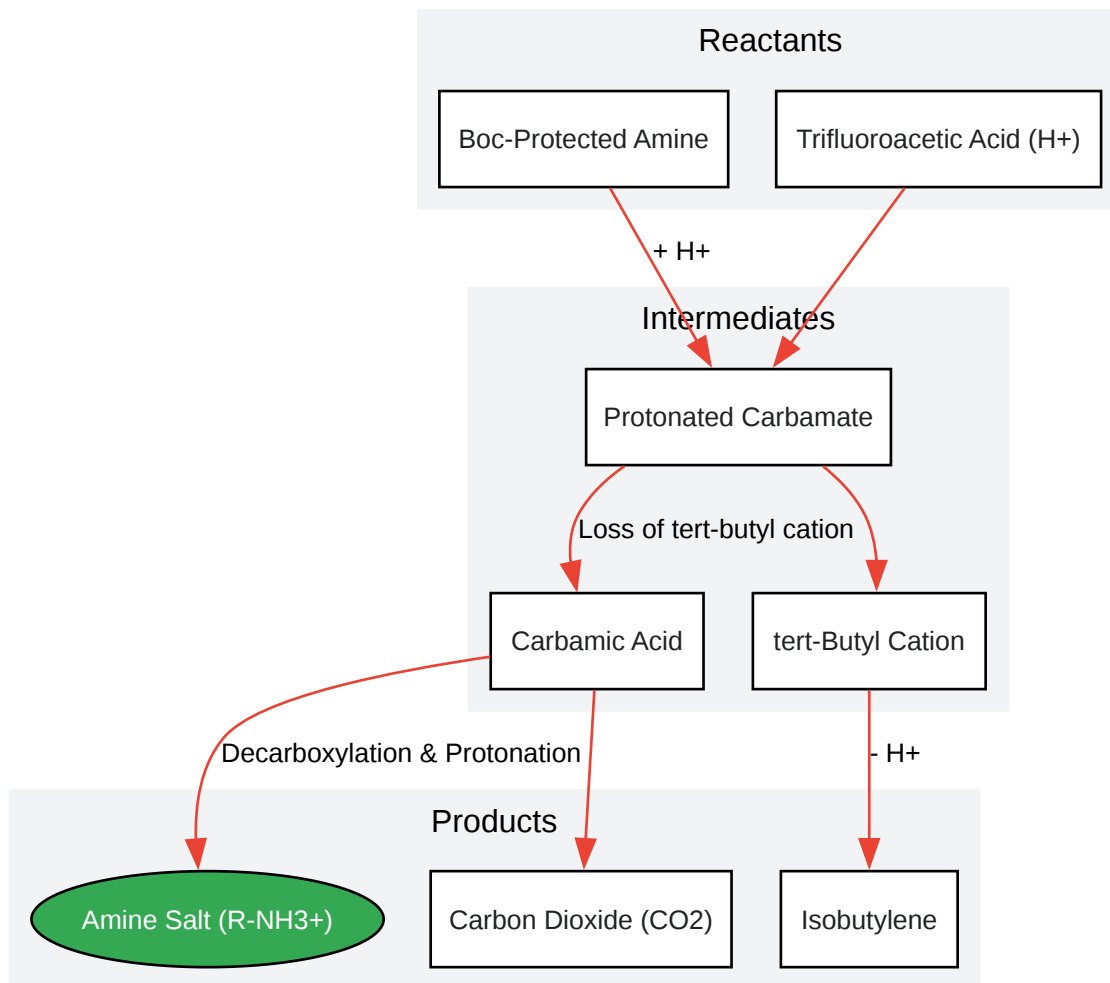 Reactants
Boc-Protected Amine
Trifluoroacetic Acid (H+)
+ H+
Intermediates
Protonated Carbamate
Loss of tert-butyl cation
Carbamic Acid
tert-Butyl Cation
Decarboxylation & Protonation
- H+
Products
Amine Salt (R-NH3+)
Carbon Dioxide (CO2)
Isobutylene